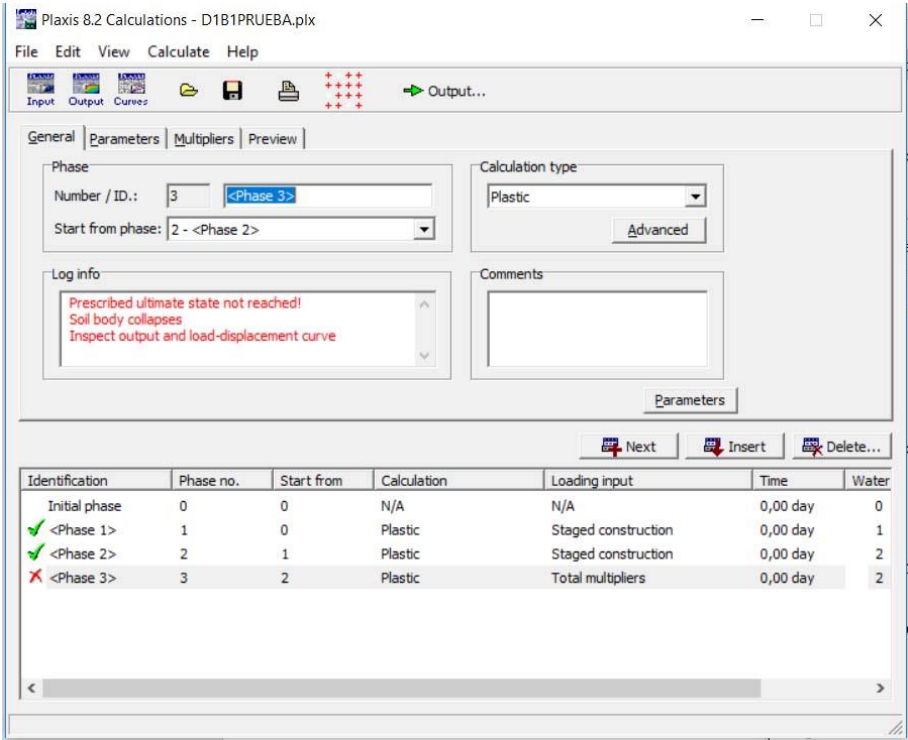 Plaxis 8.2 Calculations - D1B1PRUEBA.plx
File Edit View Calculate Help
Input Output Curves Output...
General Parameters Multipliers Preview
Phase
Number / ID.: 3 <Phase 3>
Start from phase: 2 - <Phase 2>
Calculation type
Plastic
Advanced
Log info
Prescribed ultimate state not reached!
Soil body collapses
Inspect output and load-displacement curve
Comments
Parameters
Next Insert Delete...
Identification Phase no. Start from Calculation Loading input Time Water
Initial phase 0 0 N/A N/A 0,00 day 0
<Phase 1> 1 0 Plastic Staged construction 0,00 day 1
<Phase 2> 2 1 Plastic Staged construction 0,00 day 2
<Phase 3> 3 2 Plastic Total multipliers 0,00 day 2